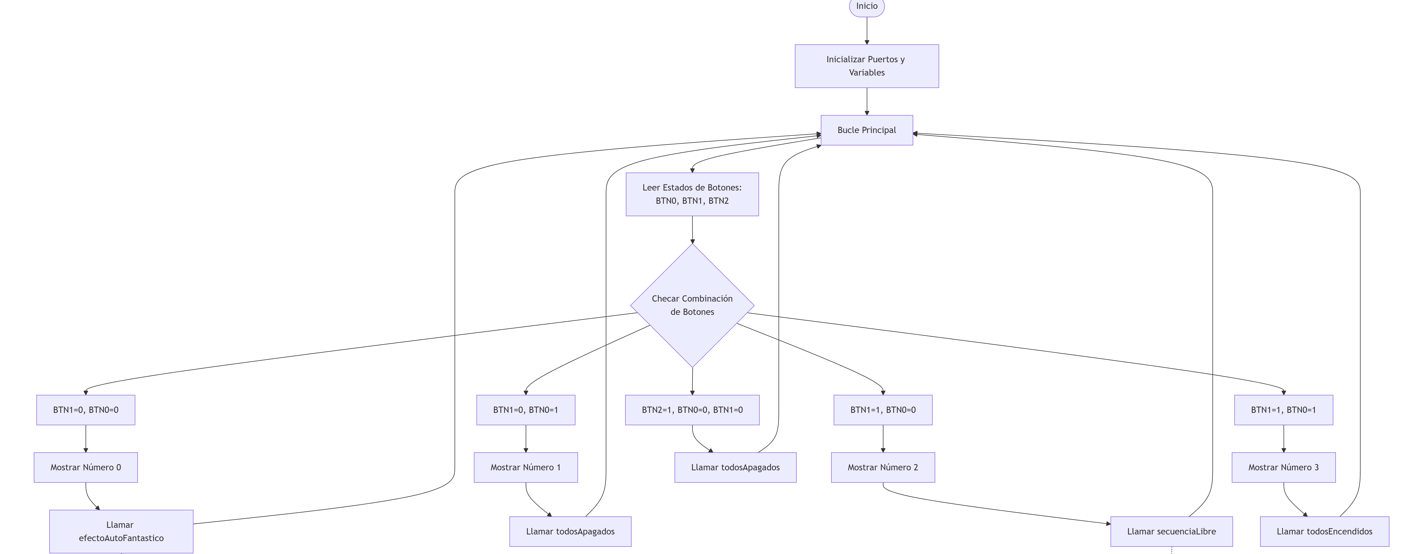 Inicio
Inicializar Puertos y
Variables
Bucle Principal
Leer Estados de Botones:
BTN0, BTN1, BTN2
Checar Combinación
de Botones
BTN1=0, BTN0=0
BTN1=0, BTN0=1
BTN2=1, BTN0=0, BTN1=0
BTN1=1, BTN0=0
BTN1=1, BTN0=1
Mostrar Número 0
Mostrar Número 1
Llamar todosApagados
Mostrar Número 2
Mostrar Número 3
Llamar
efectoAutoFantastico
Llamar todosApagados
Llamar secuenciaLibre
Llamar todosEncendidos